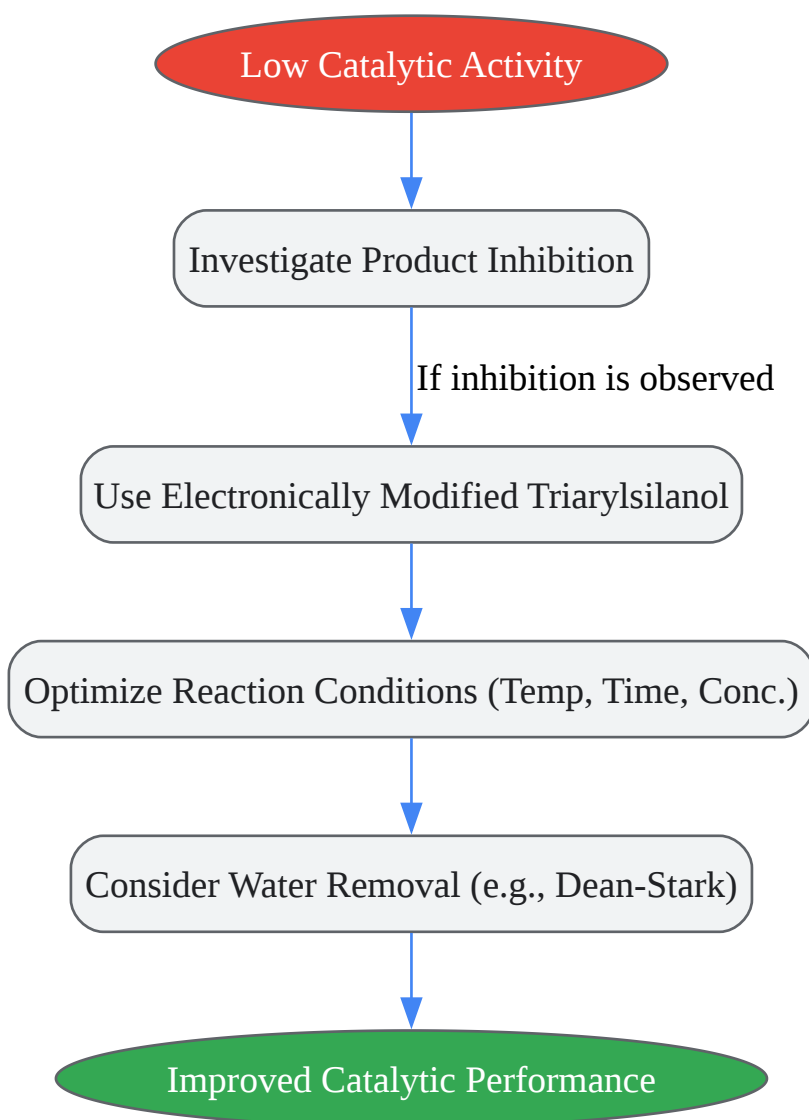 Low Catalytic Activity
Investigate Product Inhibition
If inhibition is observed
Use Electronically Modified Triarylsilanol
Optimize Reaction Conditions (Temp, Time, Conc.)
Consider Water Removal (e.g., Dean-Stark)
Improved Catalytic Performance